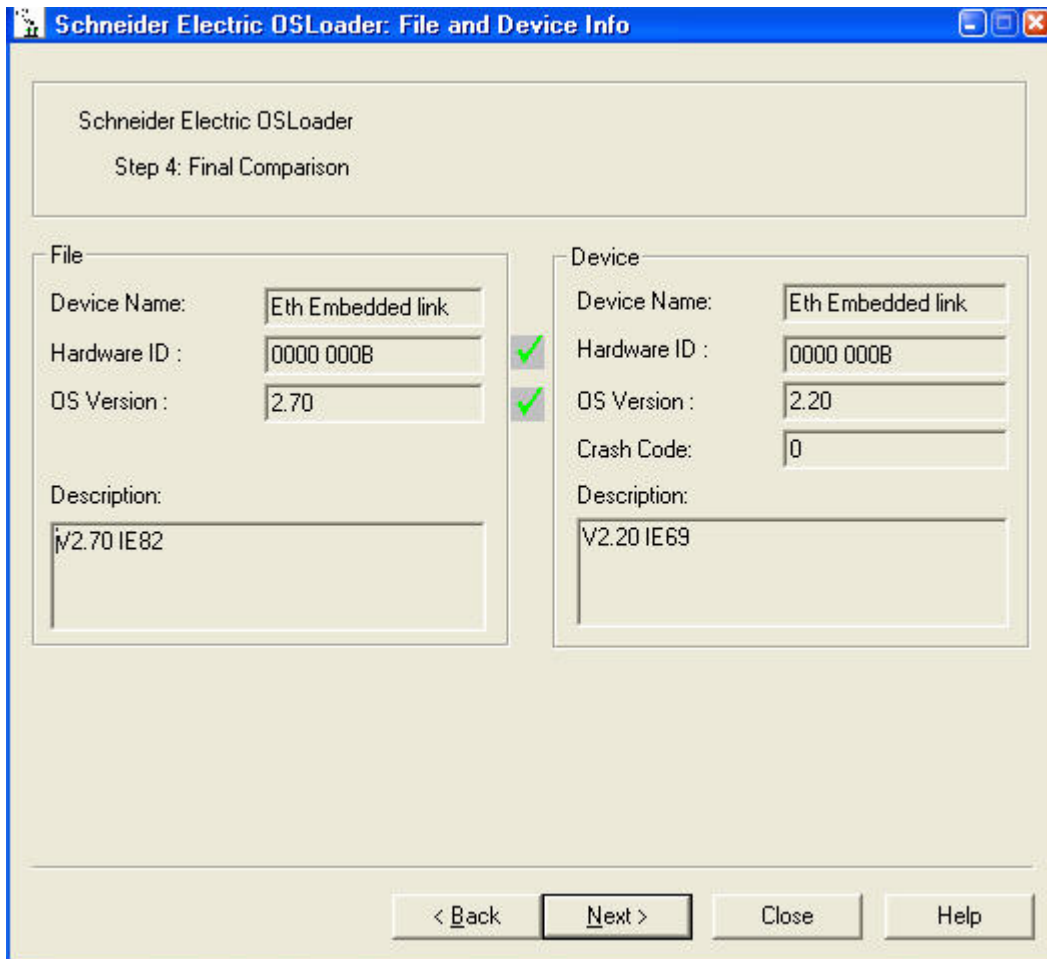 Schneider Electric OSLoader: File and Device Info
Schneider Electric OSLoader
Step 4: Final Comparison
File
Device Name: Eth Embedded link
Hardware ID : 0000 000B
OS Version : 2.70
Description:
V2.70 IE82
Device
Device Name: Eth Embedded link
Hardware ID : 0000 000B
OS Version : 2.20
Crash Code: 0
Description:
V2.20 IE69
< Back
Next >
Close
Help